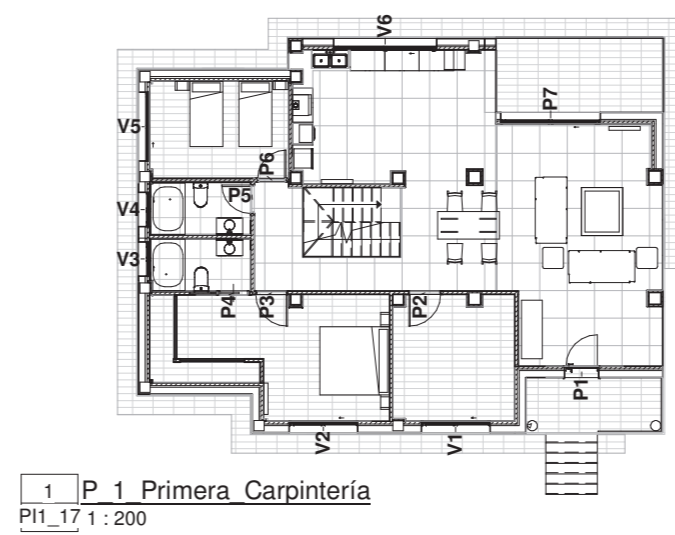 V6
P7
V5
P6
P5
V4
V3
P4
P3
P2
P1
V2
V1
1
P_1_Primera_Carpintería
PI1_17
1 : 200